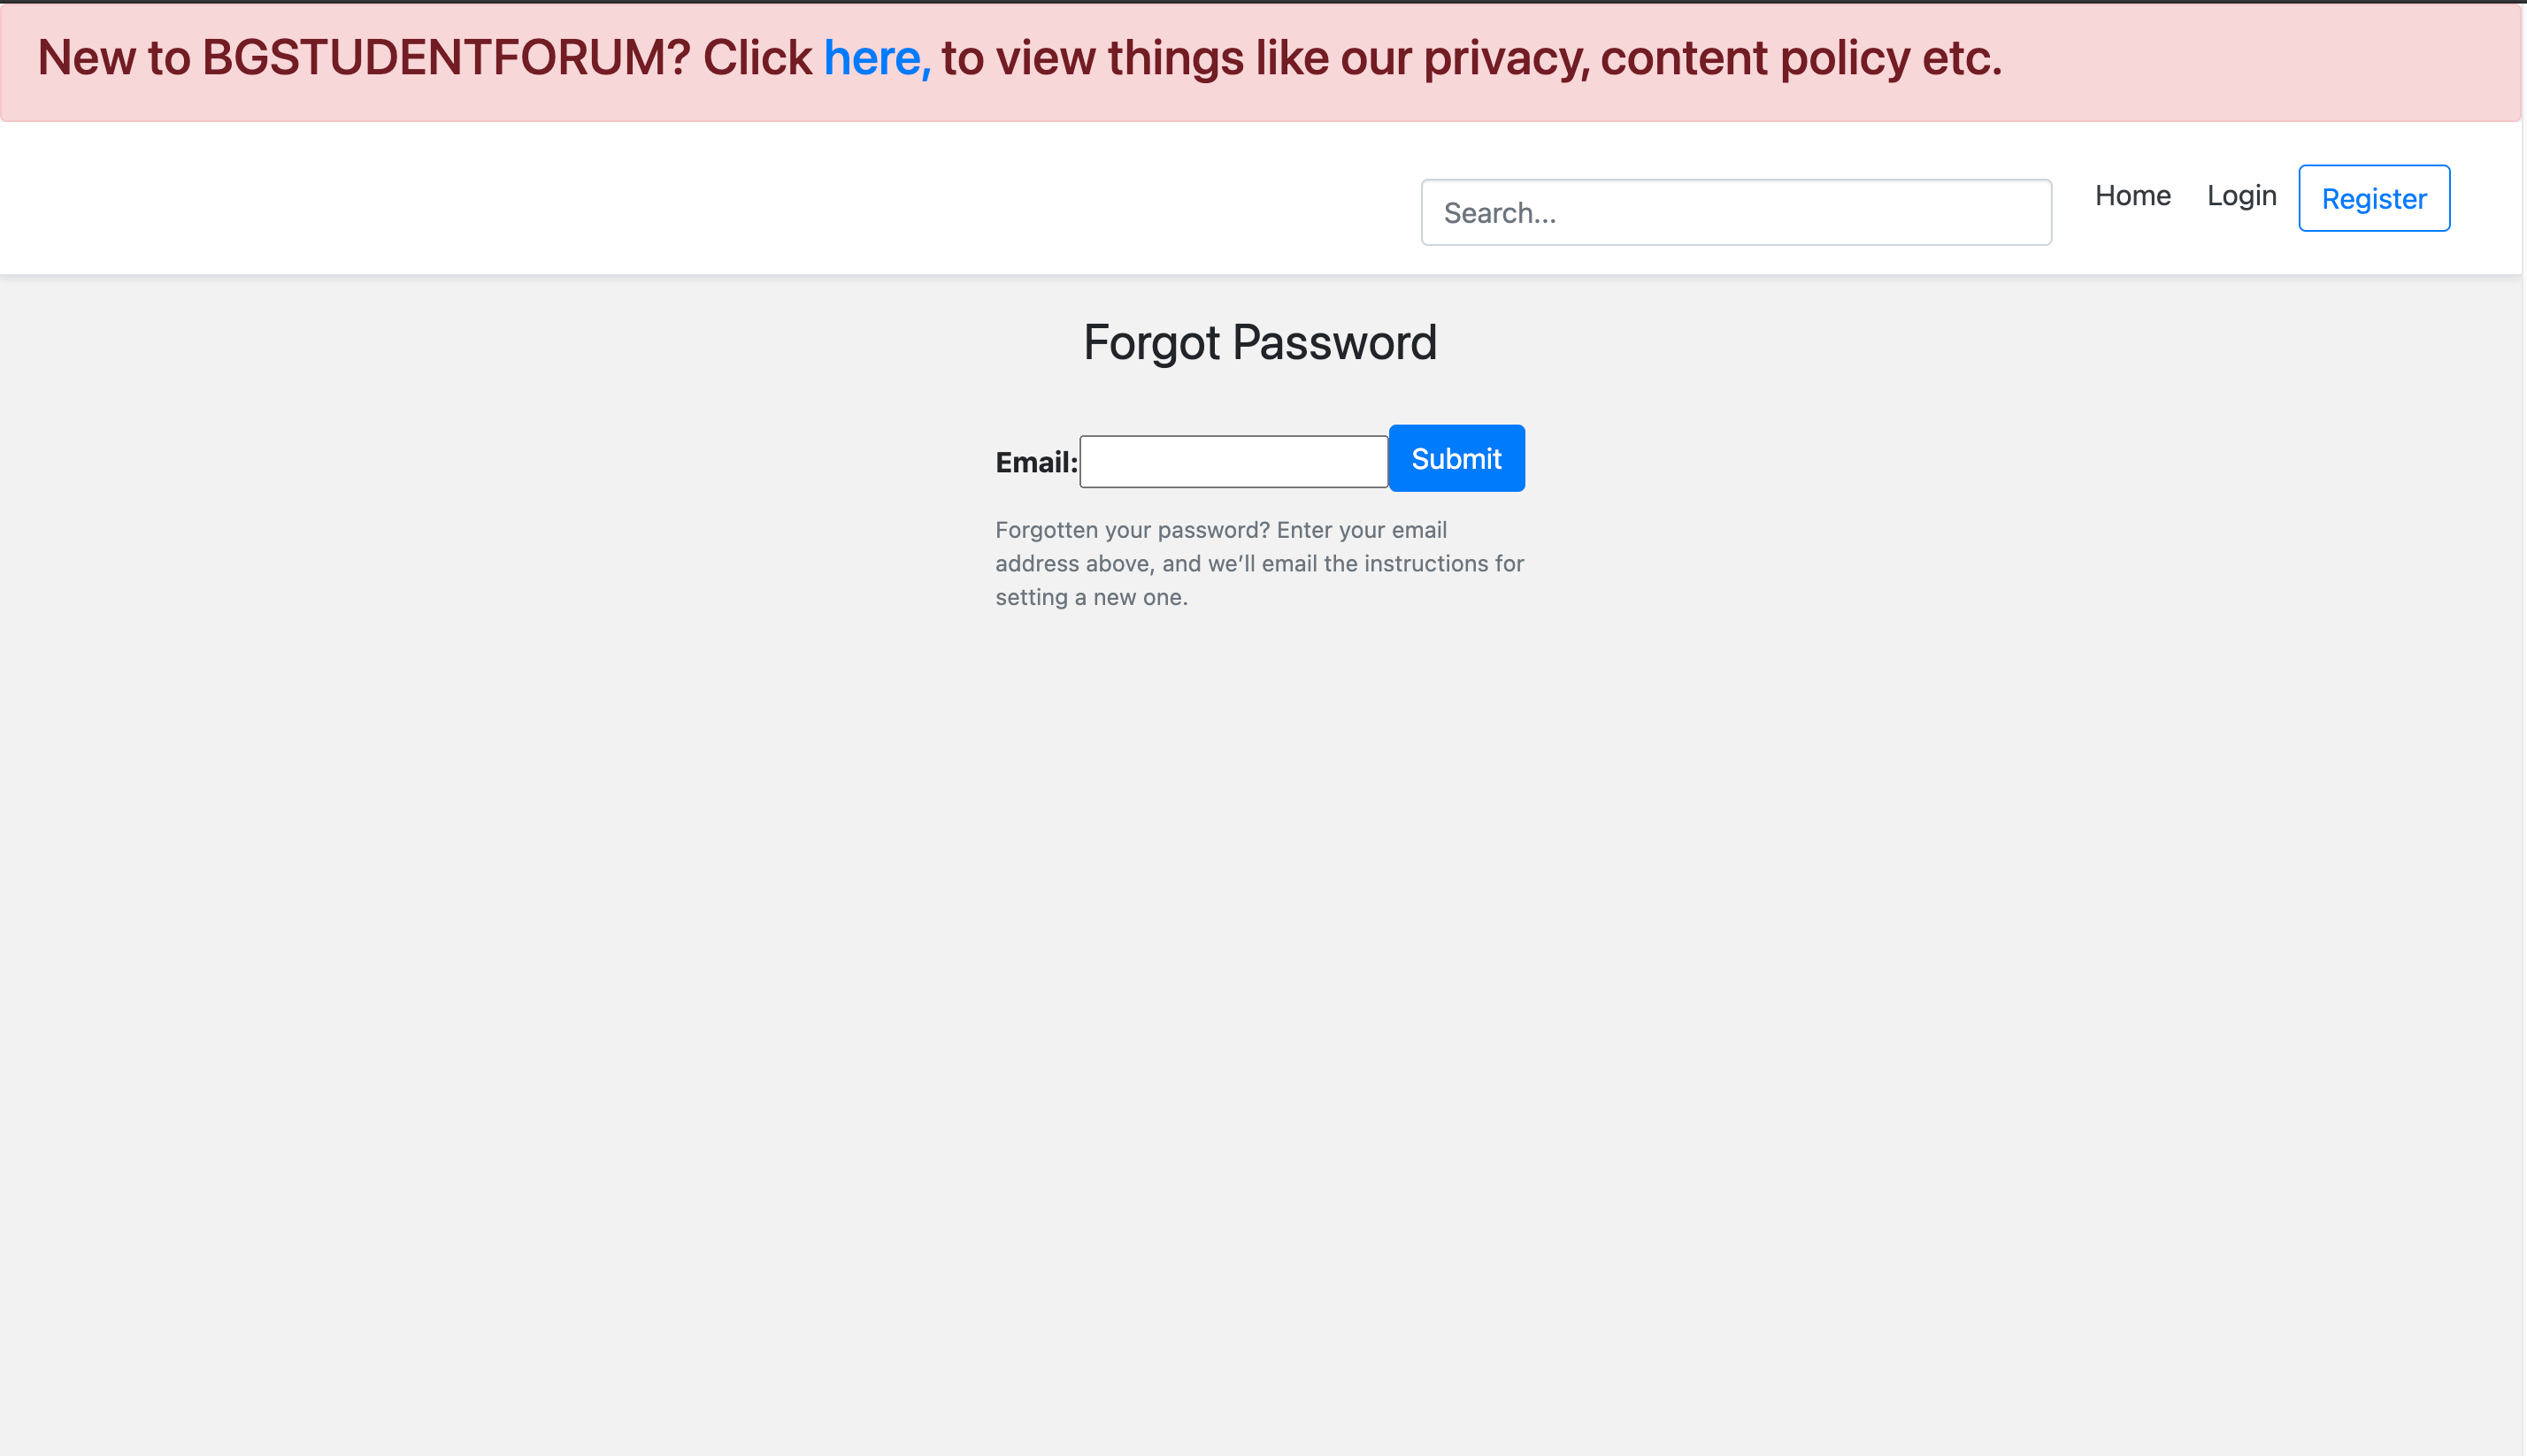 New to BGSTUDENTFORUM? Click here, to view things like our privacy, content policy etc.
Search...
Home
Login
Register
Forgot Password
Email:
Submit
Forgotten your password? Enter your email
address above, and we’ll email the instructions for
setting a new one.